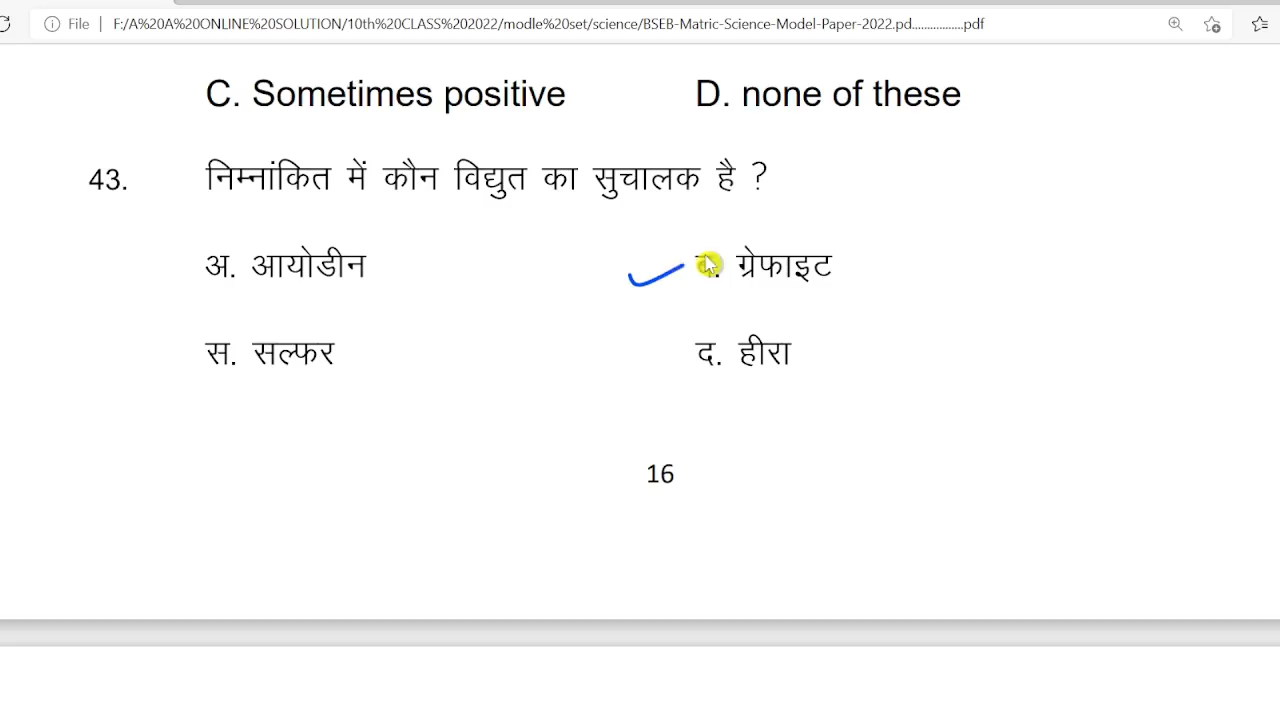 File | F:/A%20A%20ONLINE%20SOLUTION/10th%20CLASS%202022/modle%20set/science/BSEB-Matric-Science-Model-Paper-2022.pd.................pdf
C. Sometimes positive D. none of these
43. निम्नांकित में कौन विद्युत का सुचालक है ?
अ. आयोडीन ग्रेफाइट
स. सल्फर द. हीरा
16